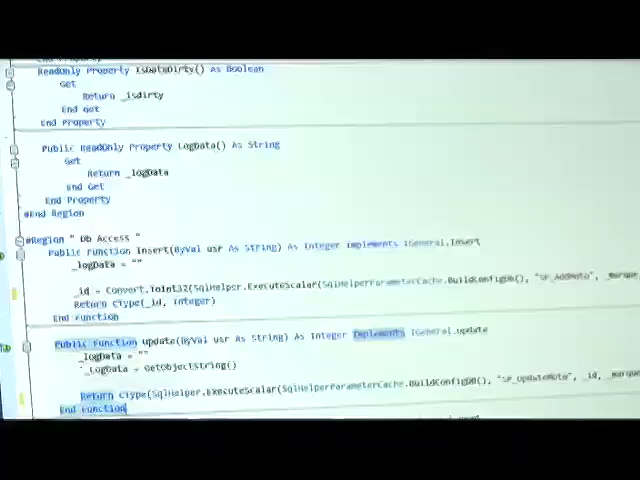 ReadOnly Property IsDataDirty() As Boolean
Get
Return _isdirty
End Get
End Property
Public ReadOnly Property LogData() As String
Get
Return _logData
End Get
End Property
#End Region
#Region " Db Access "
Public Function Insert(ByVal usr As String) As Integer Implements IGeneral.Insert
_logData = ""
_id = Convert.ToInt32(SqlHelper.ExecuteScalar(SqlHelperParameterCache.BuildConfigDB(), "SP_AddMoto", _marque
Return CType(_id, Integer)
End Function
Public Function Update(ByVal usr As String) As Integer Implements IGeneral.Update
_logData = ""
'_LogData = GetObjectString()
Return CType(SqlHelper.ExecuteScalar(SqlHelperParameterCache.BuildConfigDB(), "SP_UpdateMoto", _id, _marque
End Function